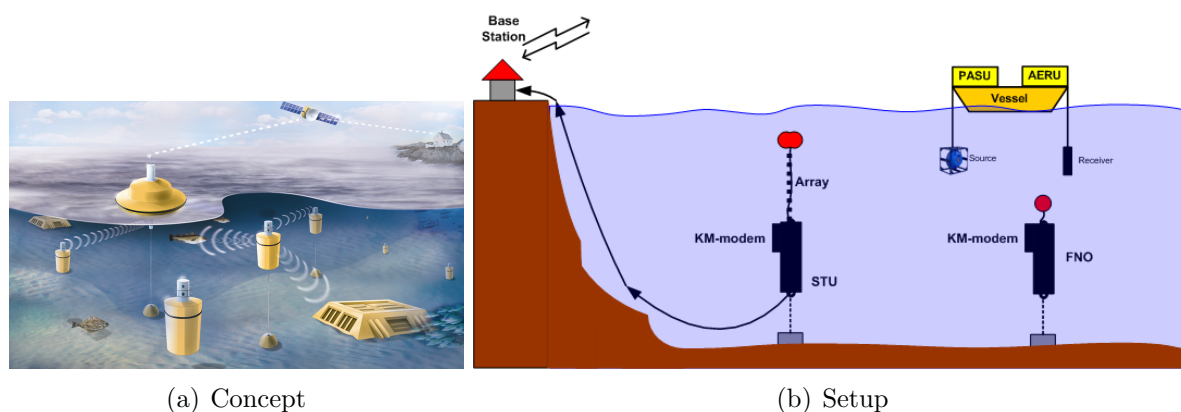 Base
Station
PASU
AERU
Vessel
Source
Receiver
Array
KM-modem
STU
KM-modem
FNO
(a) Concept
(b) Setup